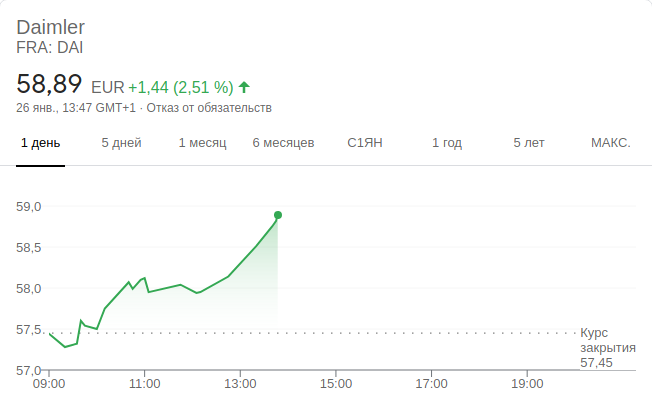 Daimler
FRA: DAI
58,89 EUR +1,44 (2,51 %)
26 янв., 13:47 GMT+1 · Отказ от обязательств
1 день 5 дней 1 месяц 6 месяцев С1ЯН 1 год 5 лет МАКС.
59,0
58,5
58,0
57,5
57,0
Курс
закрытия
57,45
09:00 11:00 13:00 15:00 17:00 19:00